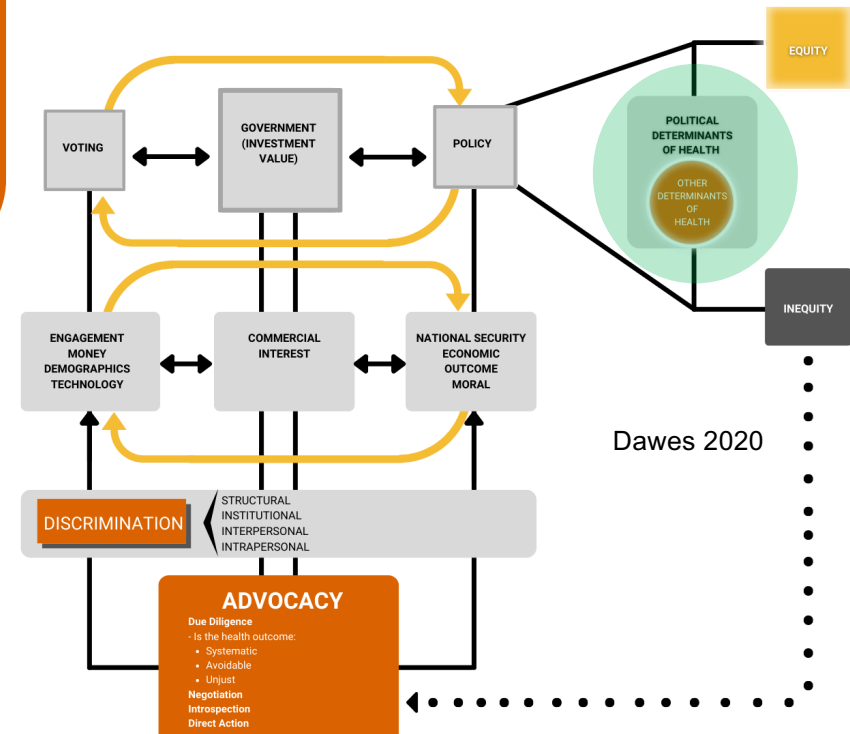 EQUITY
VOTING
GOVERNMENT
(INVESTMENT
VALUE)
POLICY
POLITICAL
DETERMINANTS
OF HEALTH
OTHER
DETERMINANTS
OF
HEALTH
INEQUITY
ENGAGEMENT
MONEY
DEMOGRAPHICS
TECHNOLOGY
COMMERCIAL
INTEREST
NATIONAL SECURITY
ECONOMIC
OUTCOME
MORAL
Dawes 2020
DISCRIMINATION
STRUCTURAL
INSTITUTIONAL
INTERPERSONAL
INTRAPERSONAL
ADVOCACY
Due Diligence
- Is the health outcome:
• Systematic
• Avoidable
• Unjust
Negotiation
Introspection
Direct Action